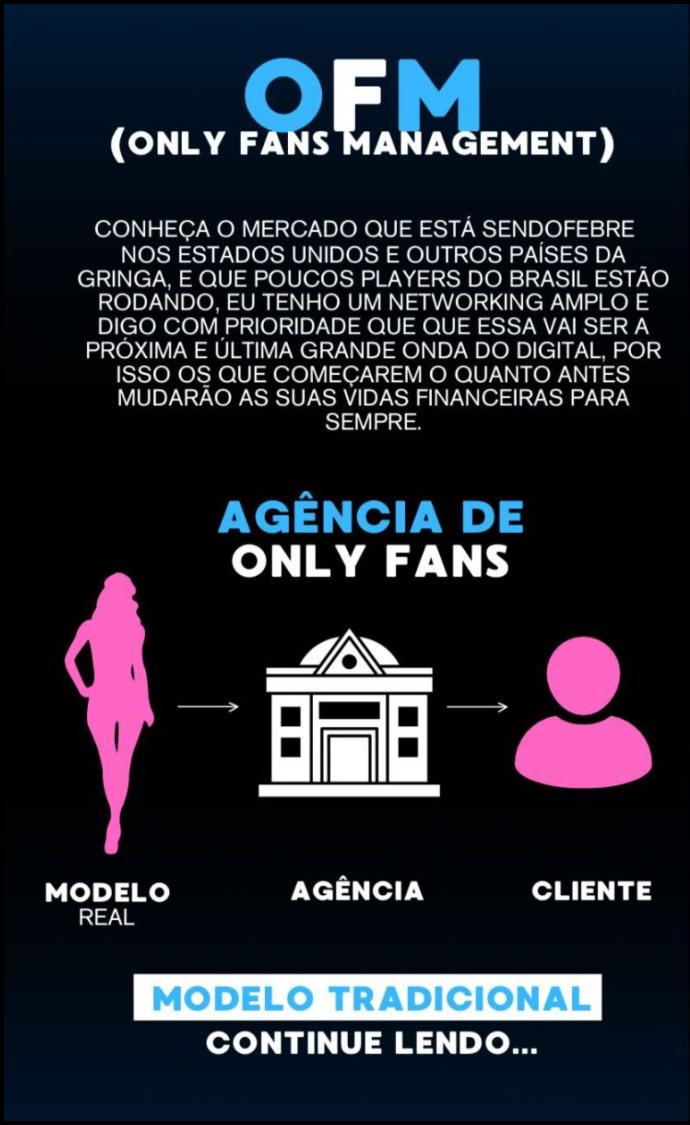 OFM
(ONLY FANS MANAGEMENT)
CONHEÇA O MERCADO QUE ESTÁ SENDOFEBRE
NOS ESTADOS UNIDOS E OUTROS PAÍSES DA
GRINGA, E QUE POUCOS PLAYERS DO BRASIL ESTÃO
RODANDO, EU TENHO UM NETWORKING AMPLO E
DIGO COM PRIORIDADE QUE QUE ESSA VAI SER A
PRÓXIMA E ÚLTIMA GRANDE ONDA DO DIGITAL, POR
ISSO OS QUE COMEÇAREM O QUANTO ANTES
MUDARÃO AS SUAS VIDAS FINANCEIRAS PARA
SEMPRE.
AGÊNCIA DE
ONLY FANS
MODELO
REAL
AGÊNCIA
CLIENTE
MODELO TRADICIONAL
CONTINUE LENDO...